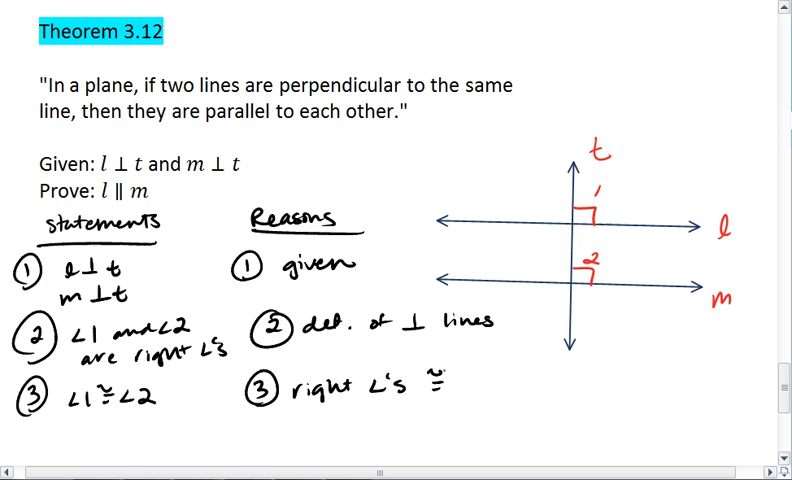 Theorem 3.12
"In a plane, if two lines are perpendicular to the same
line, then they are parallel to each other."
Given: l ⊥ t and m ⊥ t
Prove: l ∥ m
statements Reasons
① l ⊥ t ① given
m ⊥ t
② ∠1 and ∠2 ② def. of ⊥ lines
are right ∠'s
③ ∠1 ≅ ∠2 ③ right ∠'s ≅
t
1
l
2
m